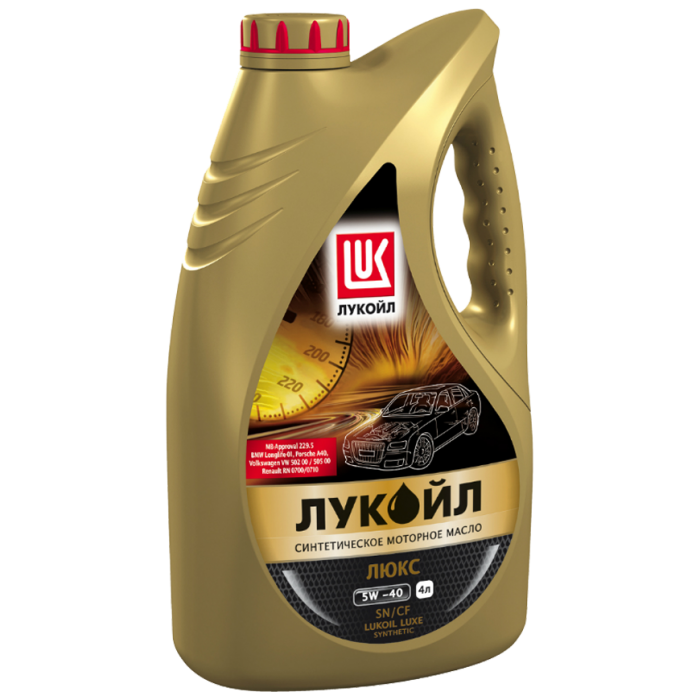 LUK
ЛУКОЙЛ
180
200
220
MB Approval 229.5
BMW Longlife-01, Porsche A40,
Volkswagen VW 502 00 / 505 00
Renault RN 0700/0710
ЛУКОЙЛ
СИНТЕТИЧЕСКОЕ МОТОРНОЕ МАСЛО
ЛЮКС
5W-40 4л
SN/CF
LUKOIL LUXE
SYNTHETIC